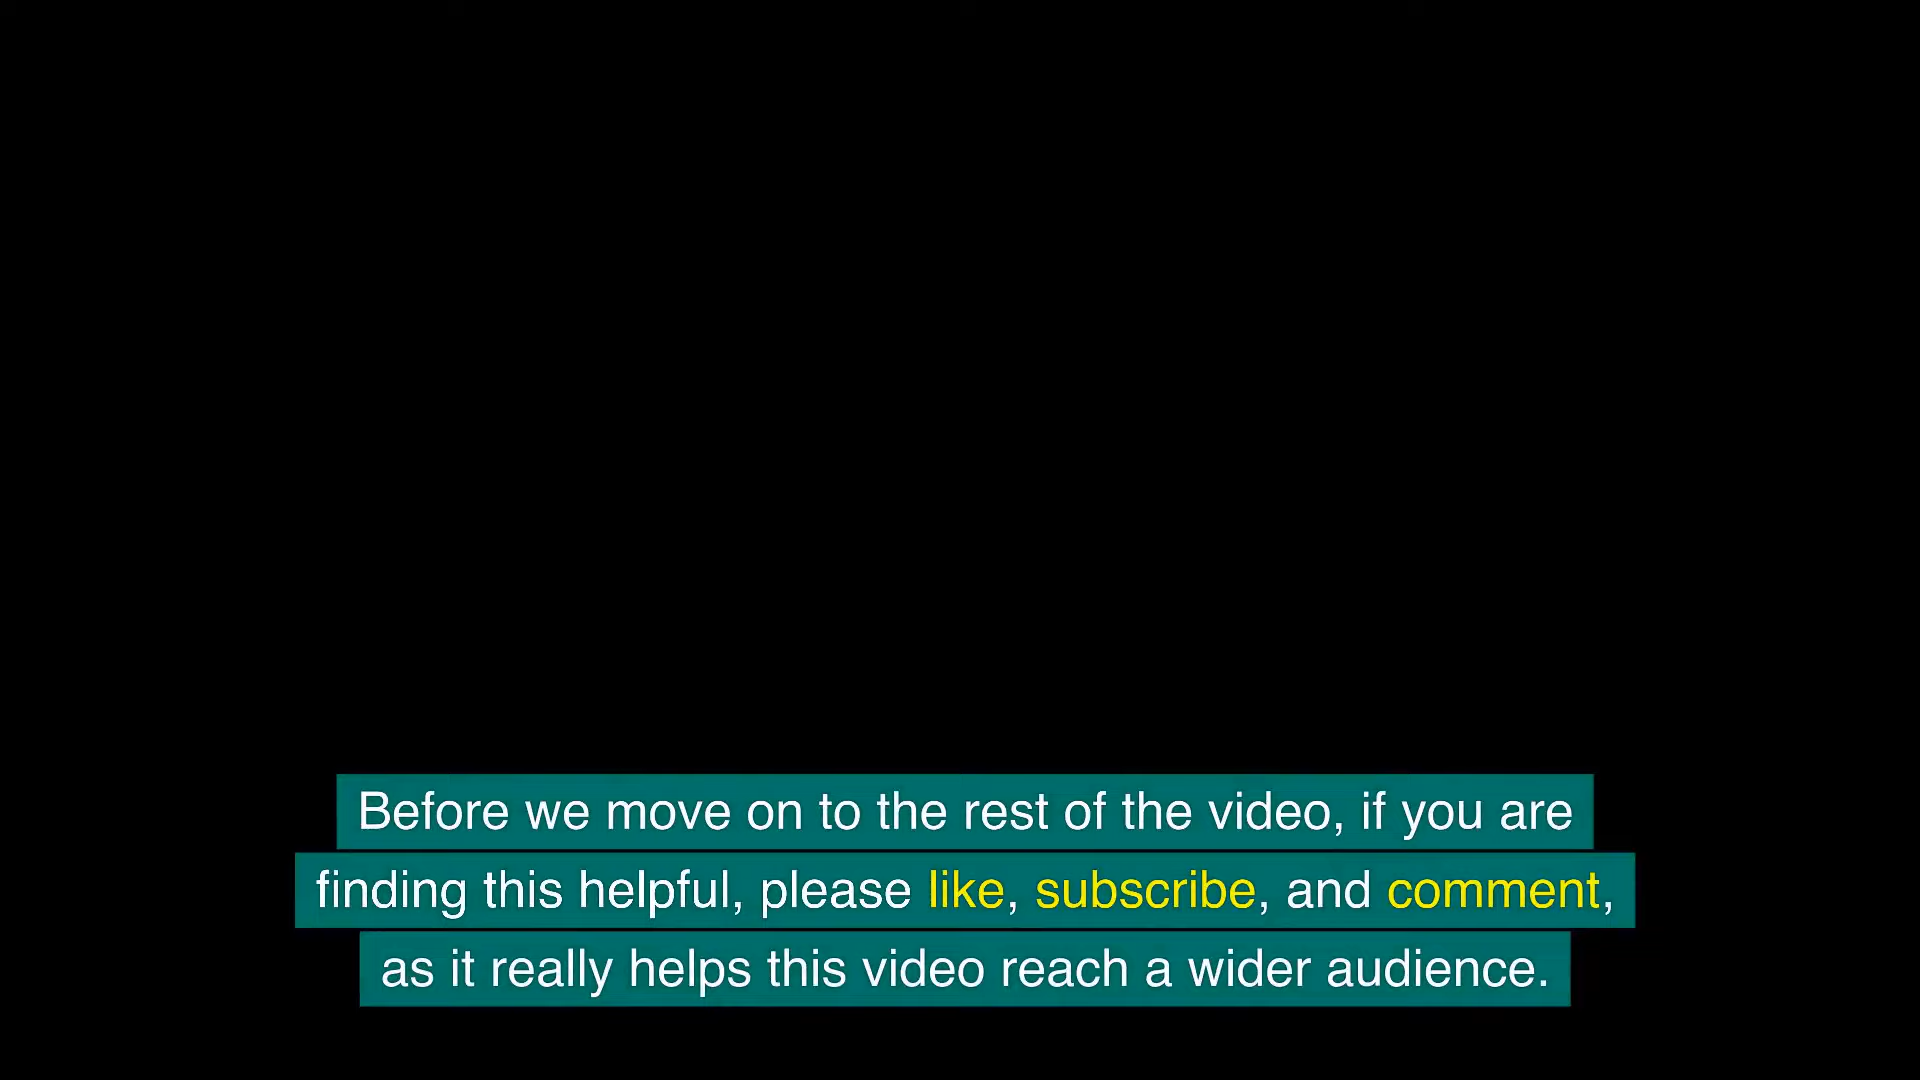 Before we move on to the rest of the video, if you are
finding this helpful, please like, subscribe, and comment,
as it really helps this video reach a wider audience.